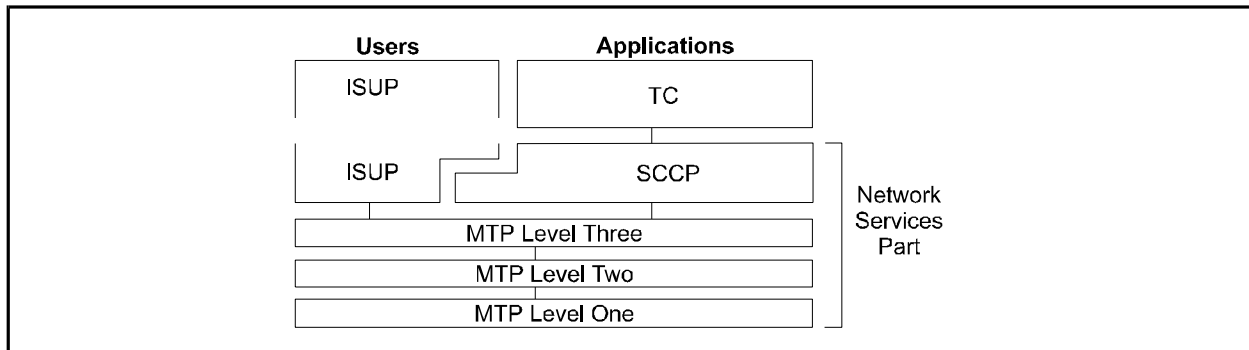 Users
Applications
ISUP
TC
ISUP
SCCP
Network
Services
Part
MTP Level Three
MTP Level Two
MTP Level One